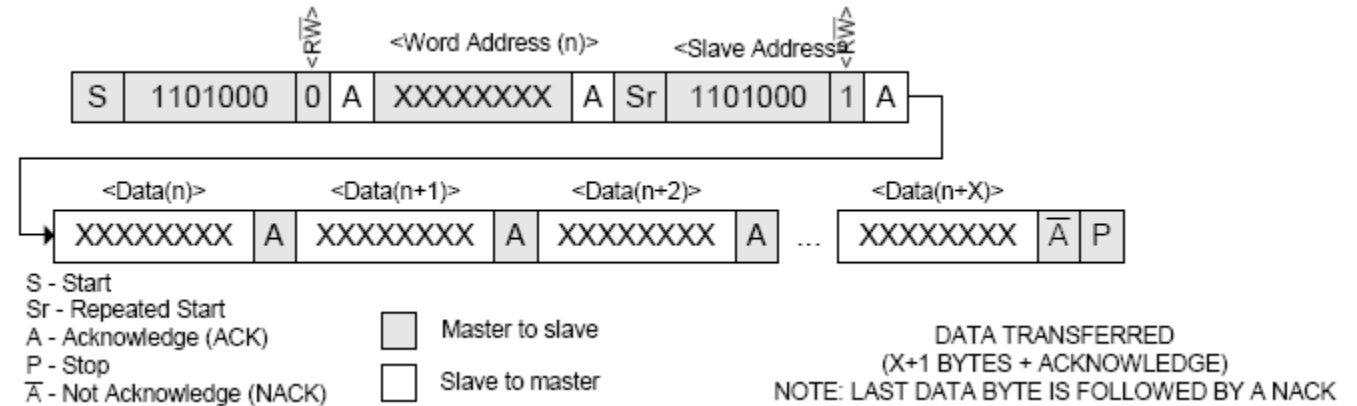 <RW̅> <Word Address (n)> <Slave Address> <RW̅>
S 1101000 0 A XXXXXXXX A Sr 1101000 1 A
<Data(n)> <Data(n+1)> <Data(n+2)> <Data(n+X)>
XXXXXXXX A XXXXXXXX A XXXXXXXX A ... XXXXXXXX A̅ P
S - Start
Sr - Repeated Start
A - Acknowledge (ACK)
P - Stop
A̅ - Not Acknowledge (NACK)
Master to slave
Slave to master
DATA TRANSFERRED
(X+1 BYTES + ACKNOWLEDGE)
NOTE: LAST DATA BYTE IS FOLLOWED BY A NACK